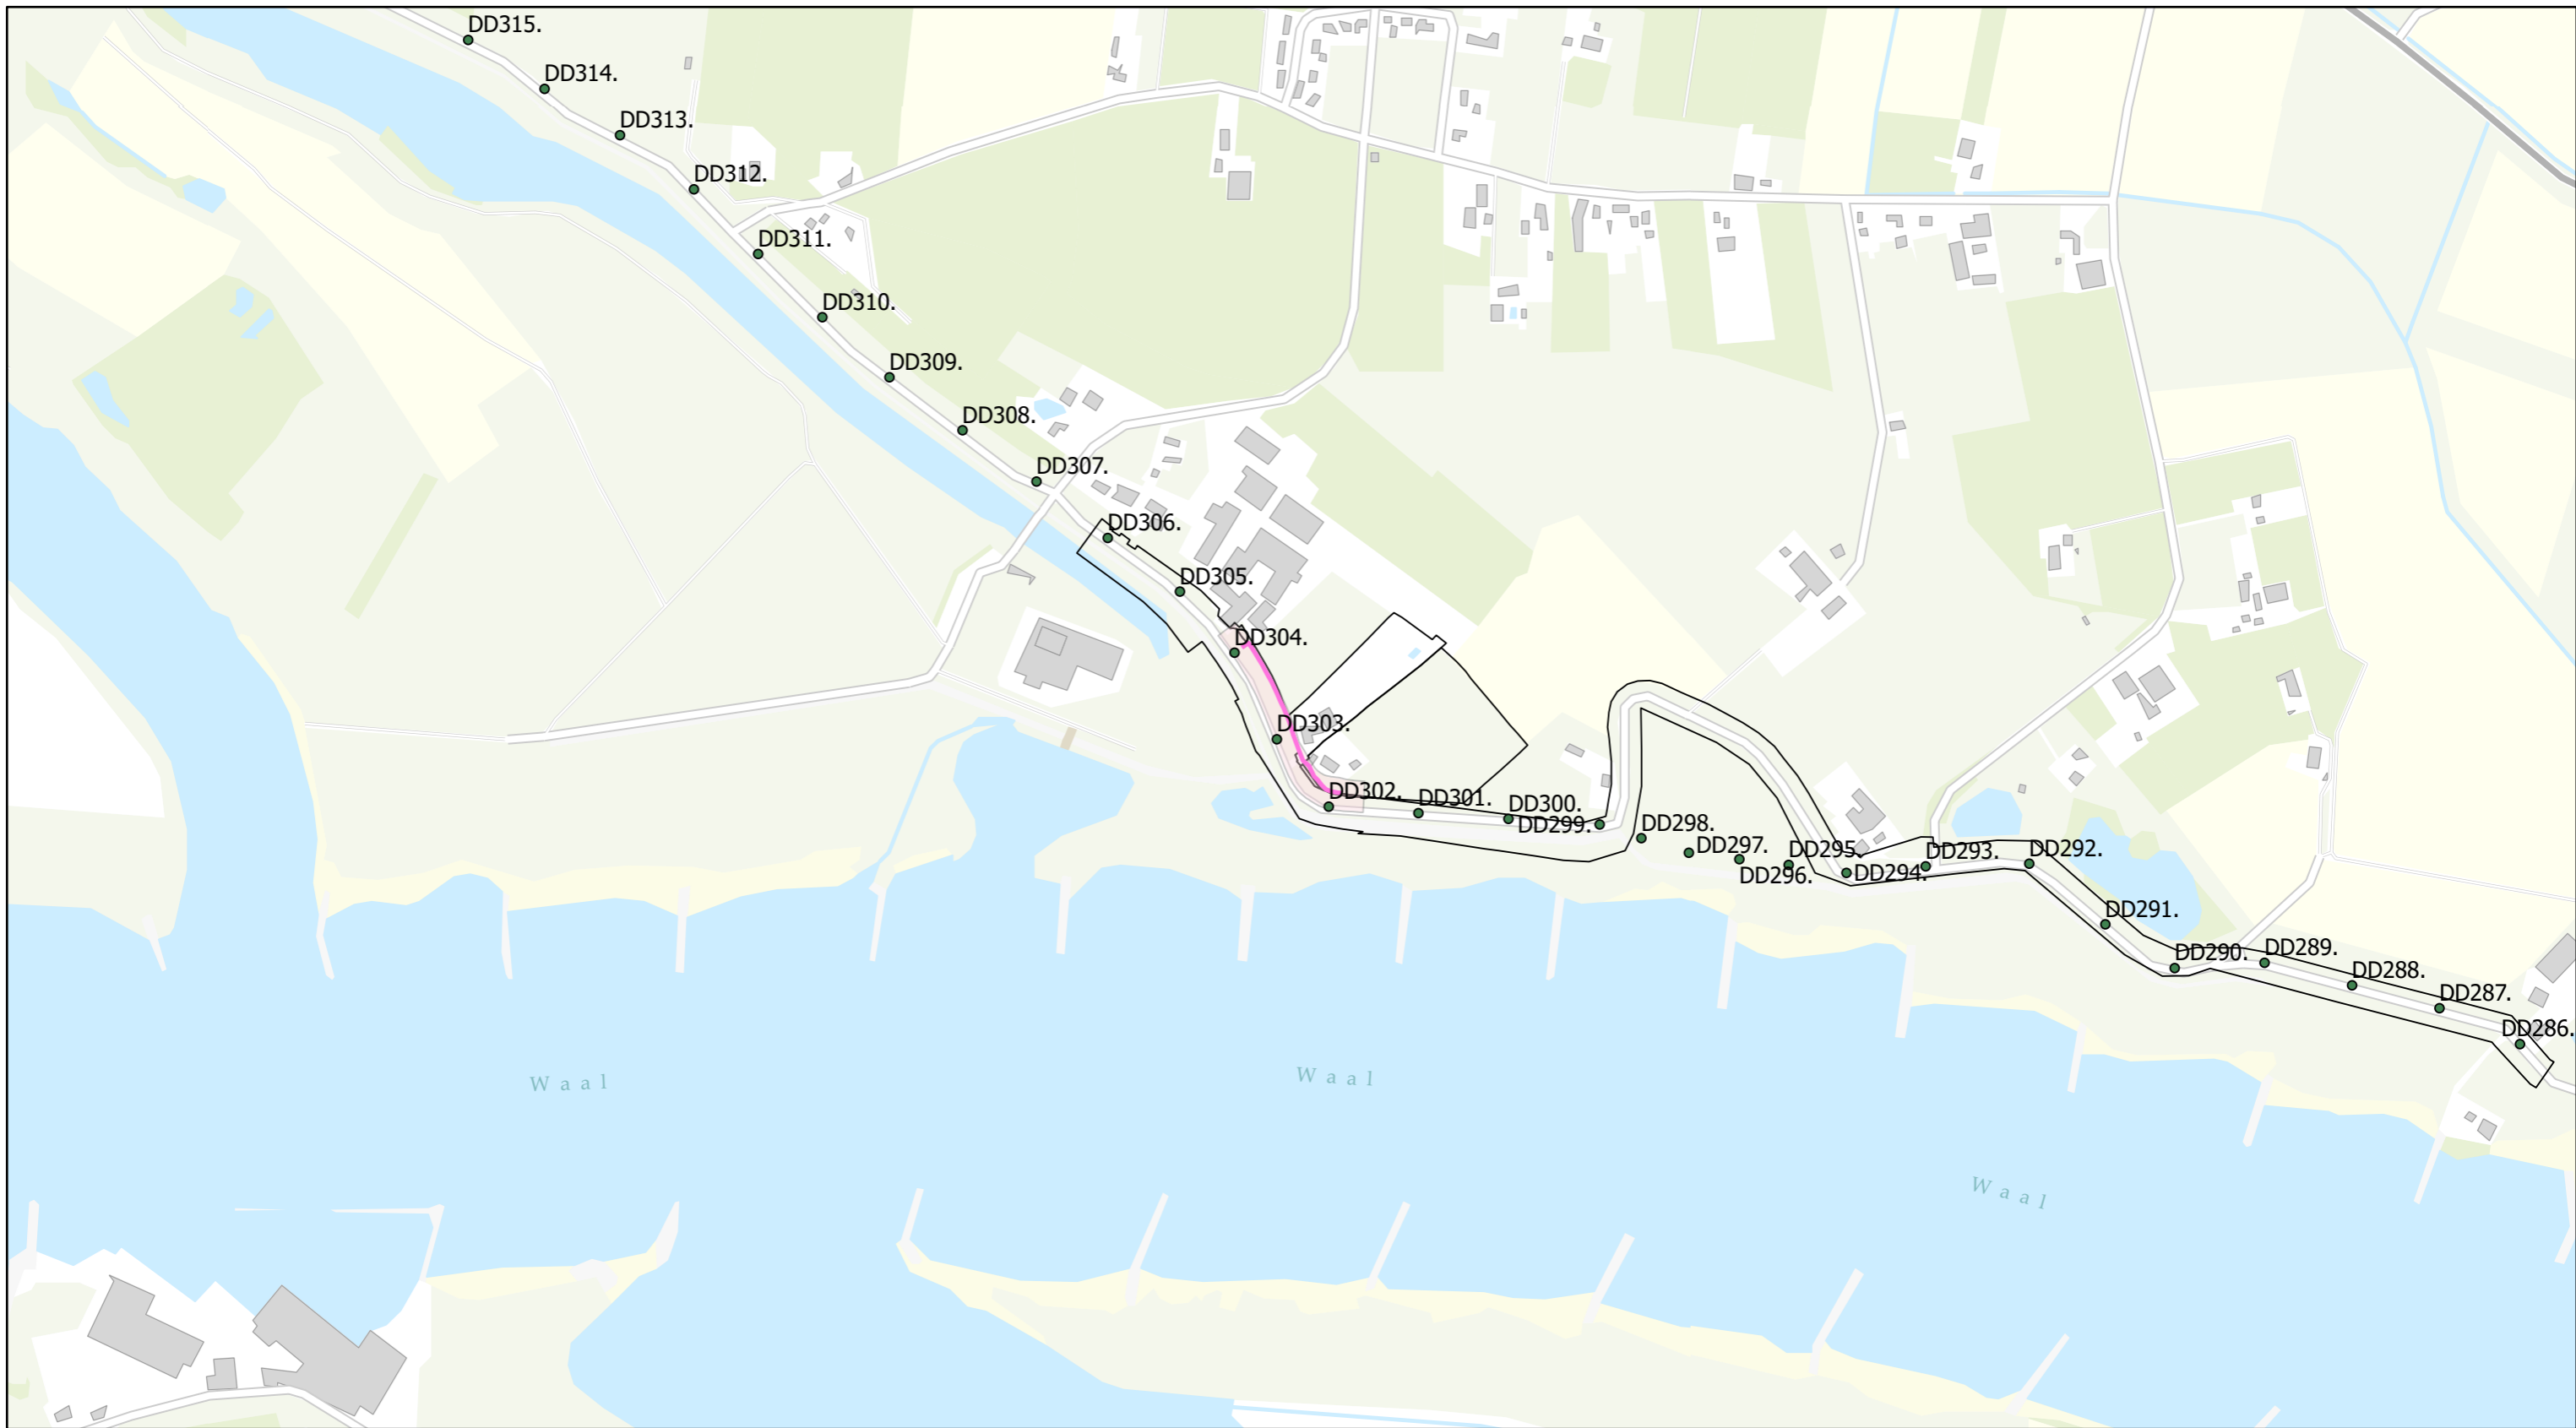 DD315.
DD314.
DD313.
DD312.
DD311.
DD310.
DD309.
DD308.
DD307.
DD306.
DD305.
DD304.
DD303.
DD302.
DD301.
DD300.
DD299.
DD298.
DD297.
DD296.
DD295.
DD294.
DD293.
DD292.
DD291.
DD290.
DD289.
DD288.
DD287.
DD286.
Waal
Waal
Waal